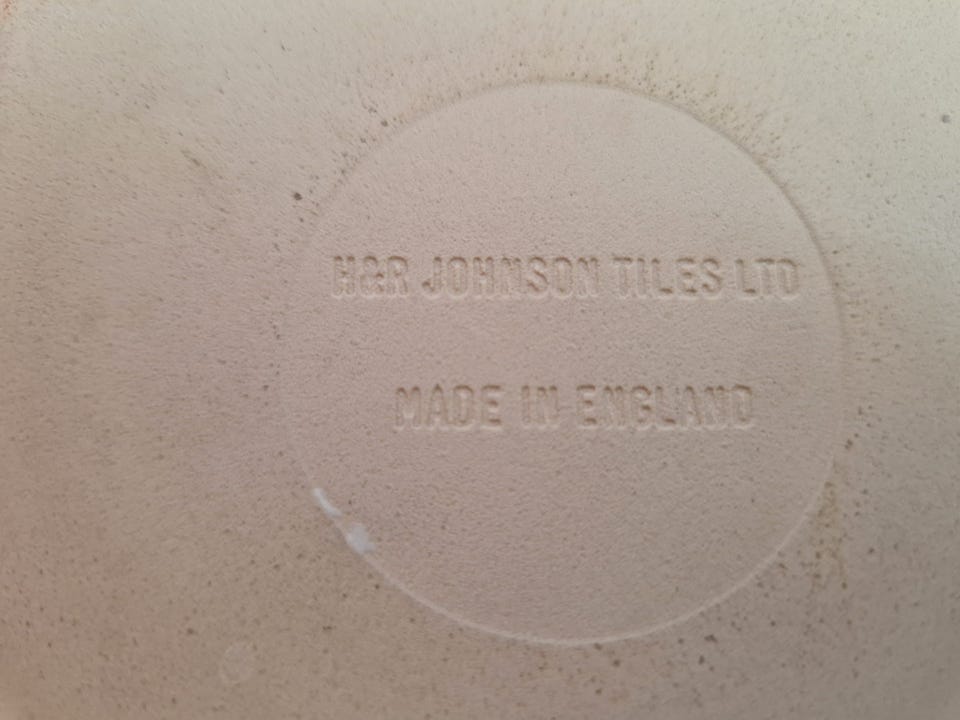 H&R JOHNSON TILES LTD
MADE IN ENGLAND